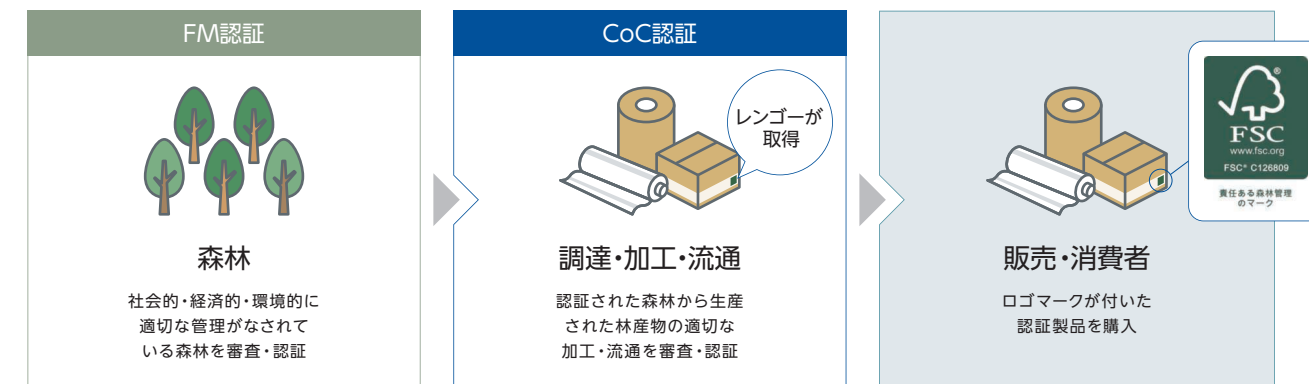 FM認証
森林
社会的・経済的・環境的に
適切な管理がなされて
いる森林を審査・認証
CoC認証
レンゴーが
取得
調達・加工・流通
認証された森林から生産
された林産物の適切な
加工・流通を審査・認証
販売・消費者
ロゴマークが付いた
認証製品を購入
®
FSC
www.fsc.org
FSC® C126809
責任ある森林管理
のマーク